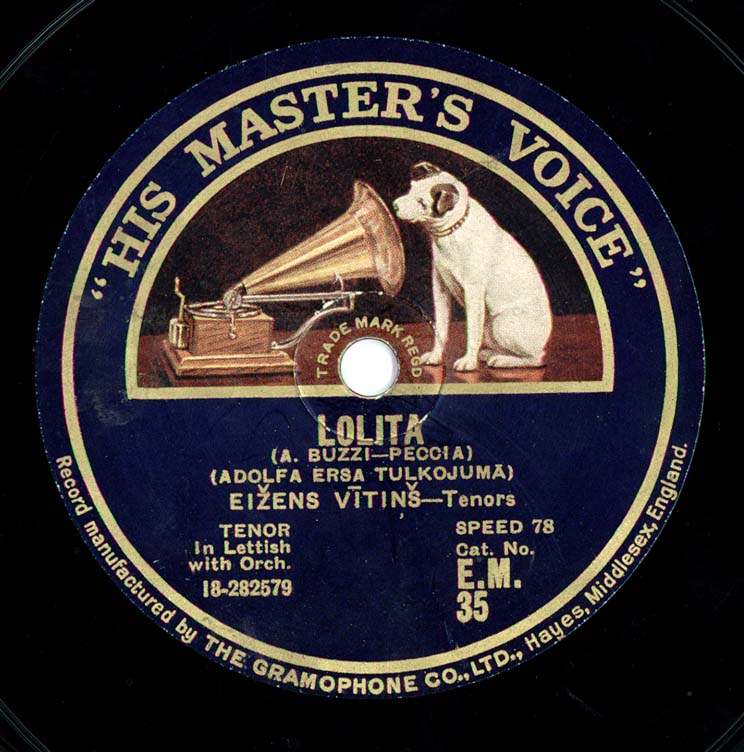 "HIS MASTER'S VOICE"
TRADE MARK REGD
LOLITA
(A. BUZZI—PECCIA)
(ADOLFA ERSA TUĻKOJUMĀ)
EIŽENS VĪTIŅŠ—Tenors
TENOR
In Lettish
with Orch.
18-282579
SPEED 78
Cat. No.
E.M.
35
Record manufactured by THE GRAMOPHONE CO., LTD., Hayes, Middlesex, England.